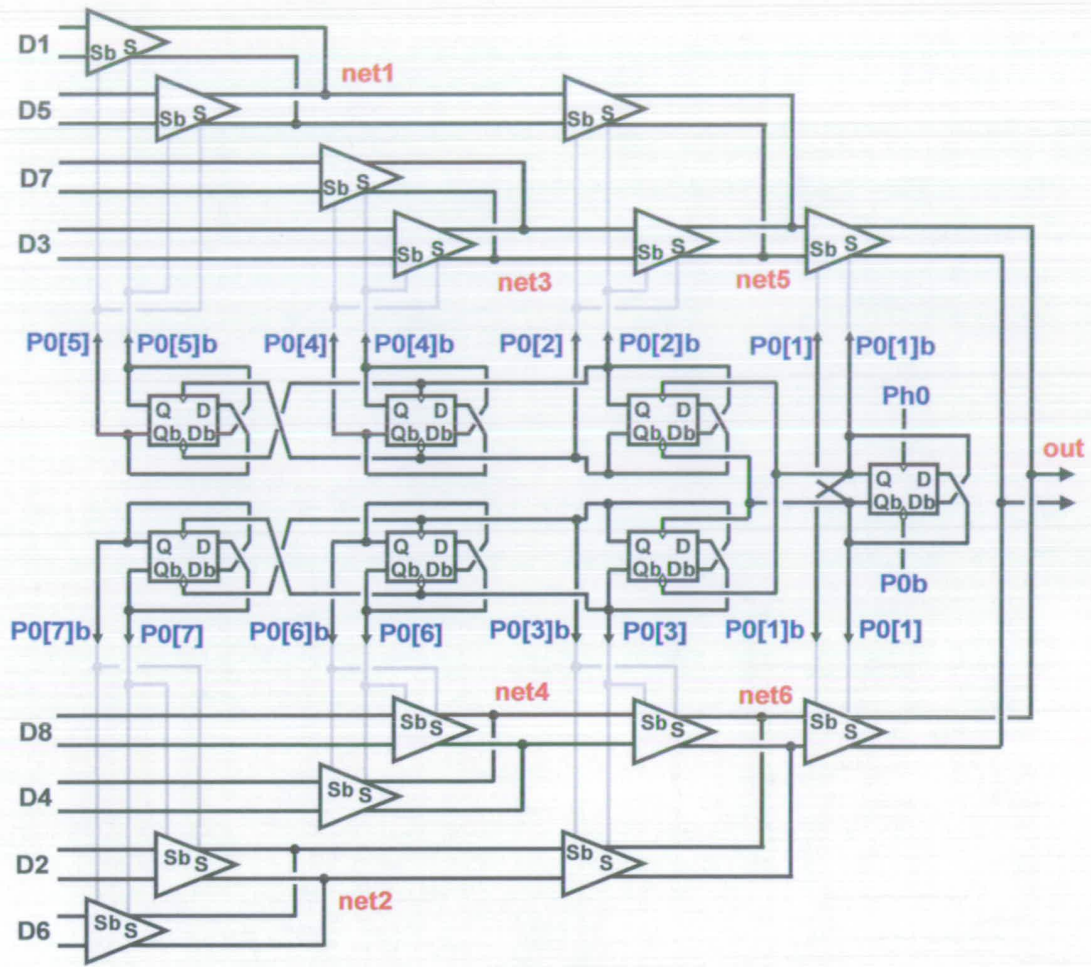 D1
Sb S
net1
D5
Sb S
Sb S
D7
Sb S
D3
Sb S
Sb S
Sb S
net3
net5
P0[5] P0[5]b P0[4] P0[4]b P0[2] P0[2]b P0[1] P0[1]b
Ph0
Q D
Qb Db
Q D
Qb Db
Q D
Qb Db
out
Q D
Qb Db
Q D
Qb Db
Q D
Qb Db
Q D
Qb Db
P0b
P0[7]b P0[7] P0[6]b P0[6] P0[3]b P0[3] P0[1]b P0[1]
net4
net6
D8
Sb S
Sb S
Sb S
D4
Sb S
D2
Sb S
Sb S
net2
D6
Sb S